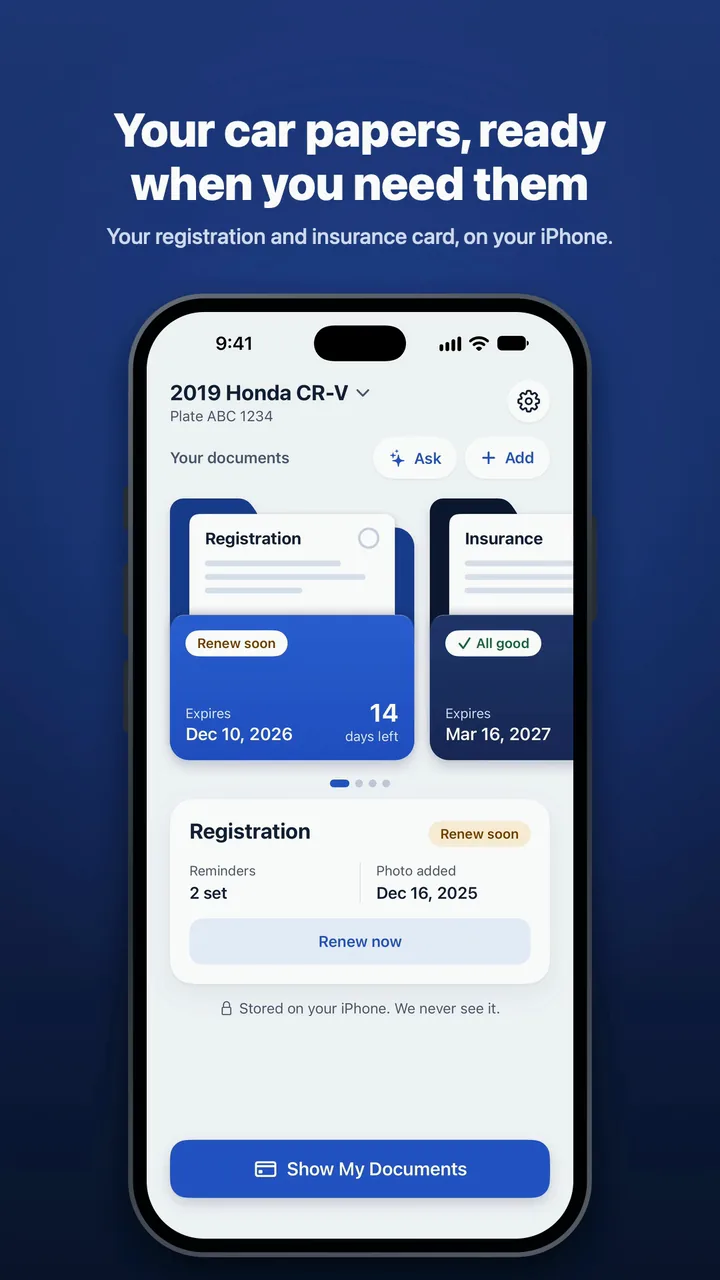 Your car papers, ready
when you need them
Your registration and insurance card, on your iPhone.
9:41
2019 Honda CR-V
Plate ABC 1234
Your documents
Ask
Add
Registration
Renew soon
Expires
Dec 10, 2026
14
days left
Insurance
All good
Expires
Mar 16, 2027
Registration
Renew soon
Reminders
2 set
Photo added
Dec 16, 2025
Renew now
Stored on your iPhone. We never see it.
Show My Documents